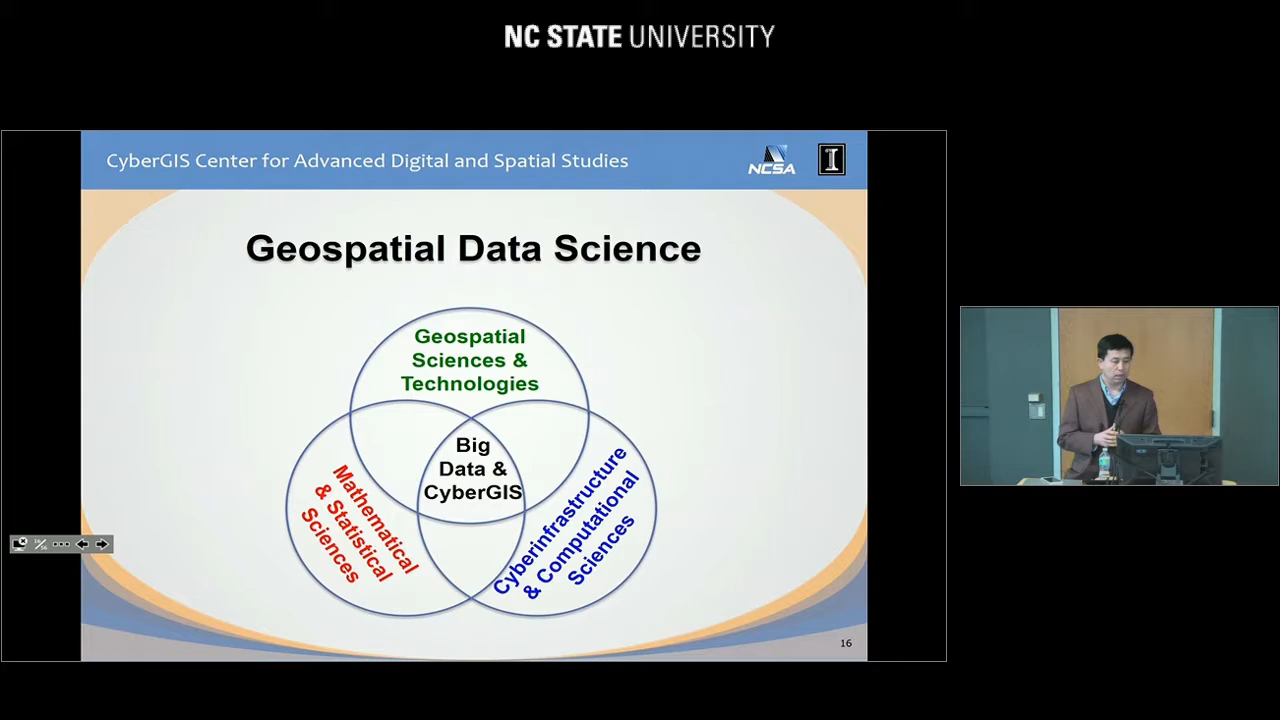 NC STATE UNIVERSITY
CyberGIS Center for Advanced Digital and Spatial Studies
NCSA
I
Geospatial Data Science
Geospatial
Sciences &
Technologies
Big
Data &
CyberGIS
Mathematical
& Statistical
Sciences
Cyberinfrastructure
& Computational
Sciences
16